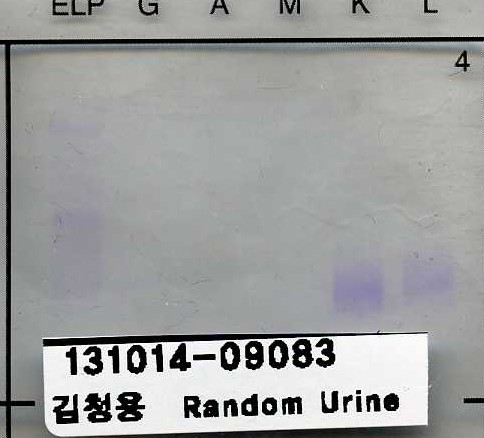 ELP G A M K L
4
131014-09083
김청용 Random Urine